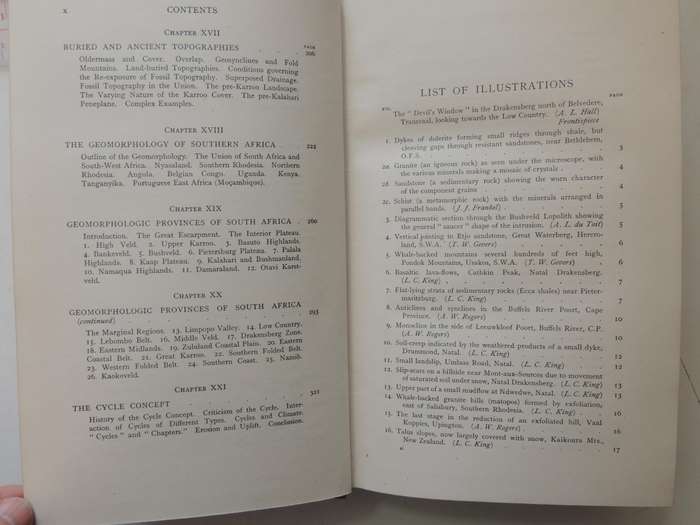 x CONTENTS
CHAPTER XVII
PAGE
BURIED AND ANCIENT TOPOGRAPHIES 206
Oldermass and Cover. Overlap. Geosynclines and Fold
Mountains. Land-buried Topographies. Conditions governing
the Re-exposure of Fossil Topography. Superposed Drainage.
Fossil Topography in the Union. The pre-Karroo Landscape.
The Varying Nature of the Karroo Cover. The pre-Kalahari
Peneplane. Complex Examples.
CHAPTER XVIII
THE GEOMORPHOLOGY OF SOUTHERN AFRICA 222
Outline of the Geomorphology. The Union of South Africa and
South-West Africa. Nyasaland. Southern Rhodesia. Northern
Rhodesia. Angola. Belgian Congo. Uganda. Kenya.
Tanganyika. Portuguese East Africa (Moçambique).
CHAPTER XIX
GEOMORPHOLOGIC PROVINCES OF SOUTH AFRICA 260
Introduction. The Great Escarpment. The Interior Plateau.
1. High Veld. 2. Upper Karroo. 3. Basuto Highlands.
4. Bankeveld. 5. Bushveld. 6. Pietersburg Plateau. 7. Palala
Highlands. 8. Kaap Plateau. 9. Kalahari and Bushmanland.
10. Namaqua Highlands. 11. Damaraland. 12. Otavi Karst-
veld.
CHAPTER XX
GEOMORPHOLOGIC PROVINCES OF SOUTH AFRICA
(continued) 293
The Marginal Regions. 13. Limpopo Valley. 14. Low Country.
15. Lebombo Belt. 16. Middle Veld. 17. Drakensberg Zone.
18. Eastern Midlands. 19. Zululand Coastal Plain. 20. Eastern
Coastal Belt. 21. Great Karroo. 22. Southern Folded Belt.
23. Western Folded Belt. 24. Southern Coast. 25. Namib.
26. Kaokoveld.
CHAPTER XXI
THE CYCLE CONCEPT 321
History of the Cycle Concept. Criticism of the Cycle. Inter-
action of Cycles of Different Types. Cycles and Climate.
"Cycles" and "Chapters." Erosion and Uplift. Conclusion.
LIST OF ILLUSTRATIONS
FIG. PAGE
The "Devil's Window" in the Drakensberg north of Belvedere,
Transvaal, looking towards the Low Country. (A. L. Hall)
Frontispiece
1. Dykes of dolerite forming small ridges through shale, but
cleaving gaps through resistant sandstones, near Bethlehem,
O.F.S. 3
2a. Granite (an igneous rock) as seen under the microscope, with
the various minerals making a mosaic of crystals 4
2b. Sandstone (a sedimentary rock) showing the worn character
of the component grains 4
2c. Schist (a metamorphic rock) with the minerals arranged in
parallel bands. (J. J. Frankel) 4
3. Diagrammatic section through the Bushveld Lopolith showing
the general "saucer" shape of the intrusion. (A. L. du Toit) 5
4. Vertical jointing in Etjo sandstone, Great Waterberg, Herero-
land, S.W.A. (T. W. Gevers) 6
5. Whale-backed mountains several hundreds of feet high,
Pondok Mountains, Usakos, S.W.A. (T. W. Gevers) 6
6. Basaltic lava-flows, Cathkin Peak, Natal Drakensberg.
(L. C. King) 7
7. Flat-lying strata of sedimentary rocks (Ecca shales) near Pieter-
maritzburg. (L. C. King) 7
8. Anticlines and synclines in the Buffels River Poort, Cape
Province. (A. W. Rogers) 10
9. Monocline in the side of Leeuwkloof Poort, Buffels River, C.P.
(A. W. Rogers) 10
10. Soil-creep indicated by the weathered products of a small dyke,
Drummond, Natal. (L. C. King) 12
11. Small landslip, Umlaas Road, Natal. (L. C. King) 12
12. Slip-scars on a hillside near Mont-aux-Sources due to movement
of saturated soil under snow, Natal Drakensberg. (L. C. King) 13
13. Upper part of a small mudflow at Ndwedwe, Natal. (L. C. King) 13
14. Whale-backed granite hills (matopos) formed by exfoliation,
east of Salisbury, Southern Rhodesia. (L. C. King) 16
15. The last stage in the reduction of an exfoliated hill, Vaal
Koppies, Upington. (A. W. Rogers) 16
16. Talus slopes, now largely covered with snow, Kaikoura Mts.,
New Zealand. (L. C. King) 17